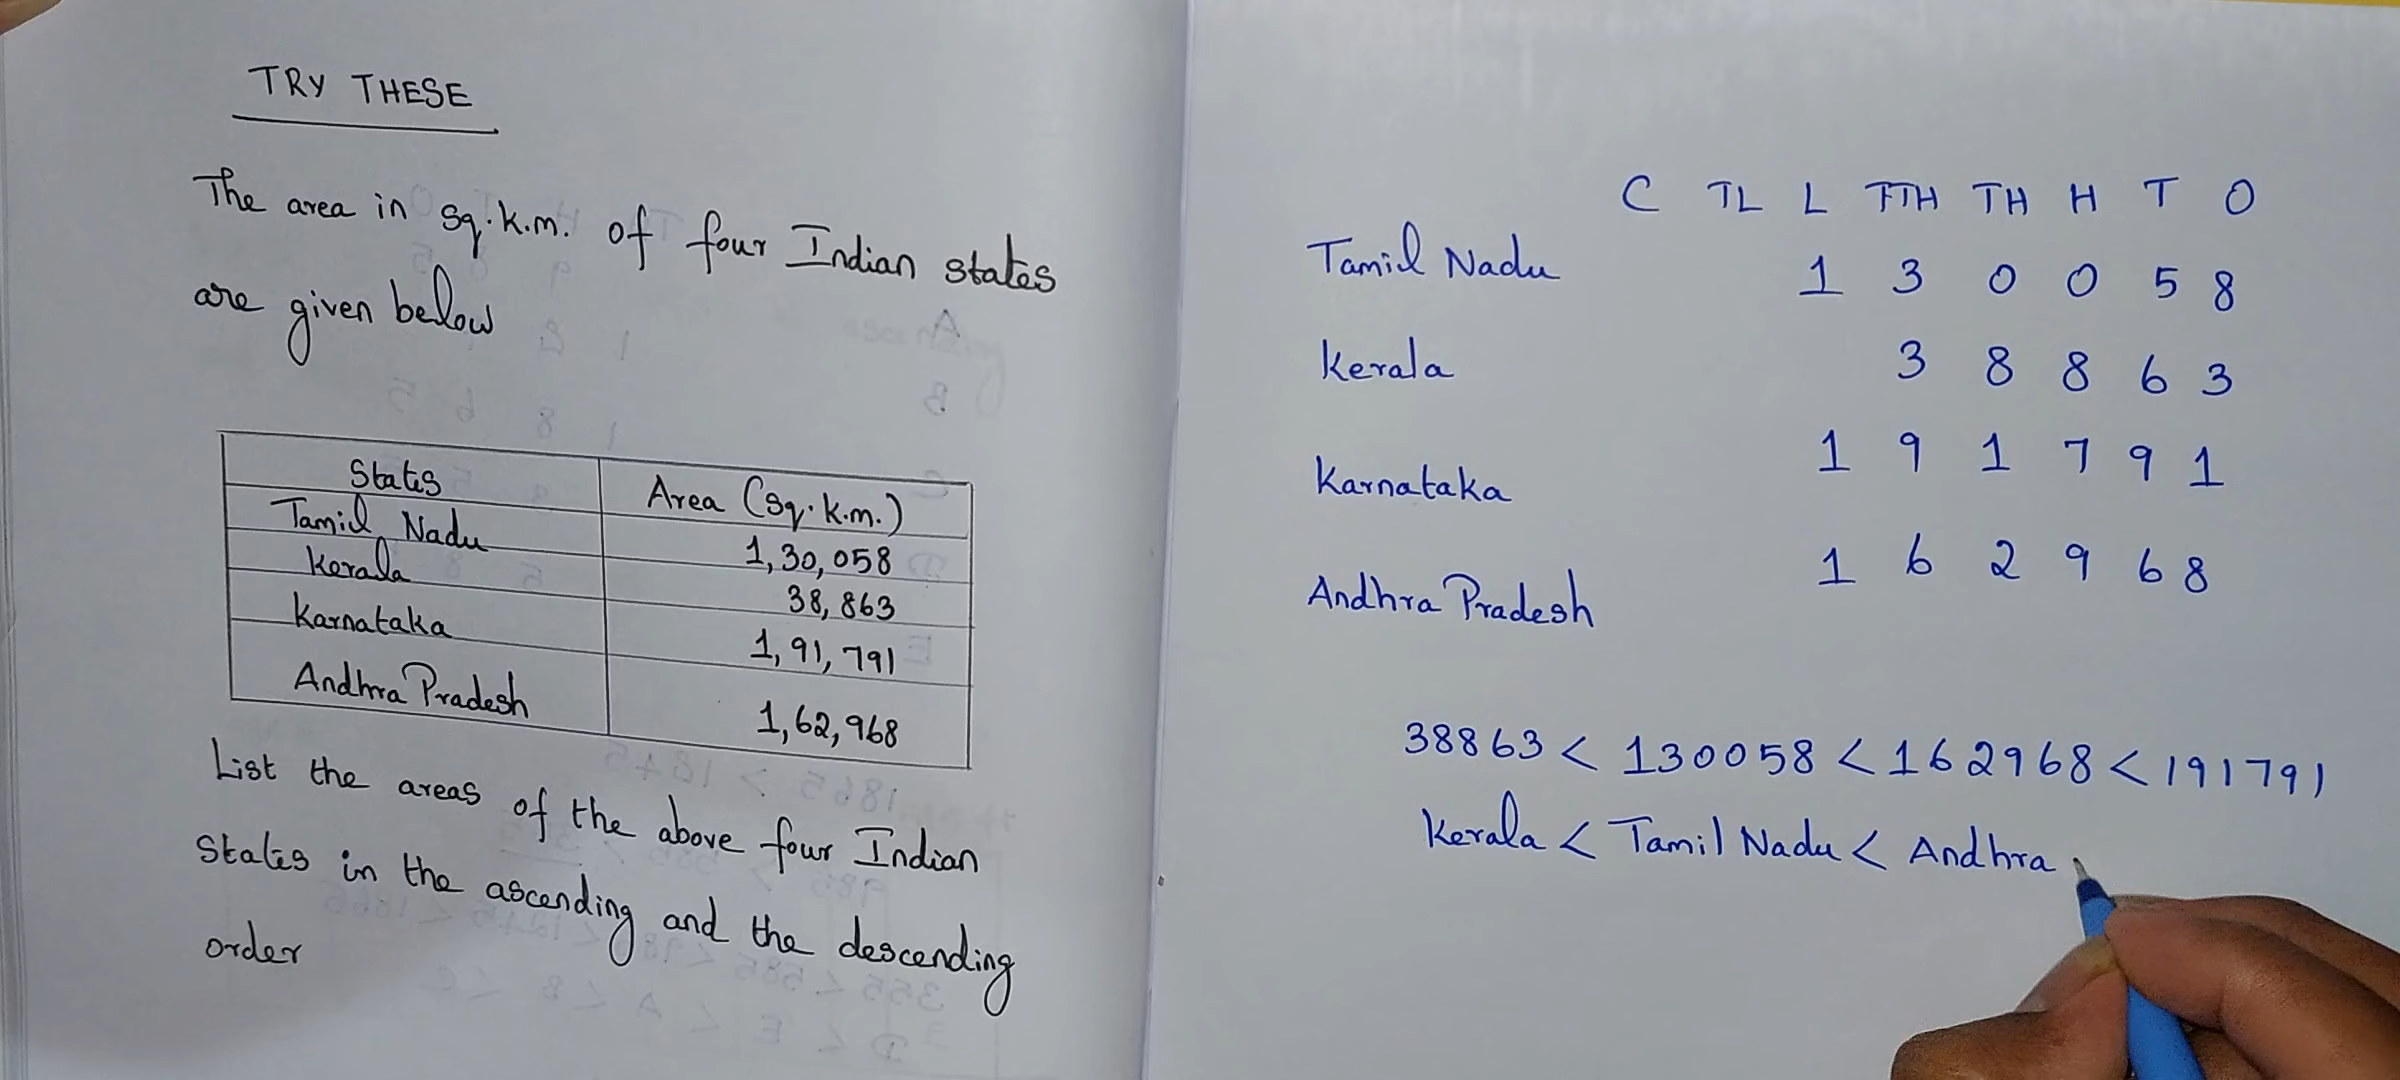 TRY THESE
The area in sq.k.m. of four Indian states
are given below
States Area (Sq.k.m.)
Tamil Nadu 1,30,058
Kerala 38,863
Karnataka 1,91,791
Andhra Pradesh 1,62,968
List the areas of the above four Indian
States in the ascending and the descending
order
C TL L TTH TH H T O
Tamil Nadu 1 3 0 0 5 8
Kerala 3 8 8 6 3
Karnataka 1 9 1 7 9 1
Andhra Pradesh 1 6 2 9 6 8
38863 < 130058 < 162968 < 191791
Kerala < Tamil Nadu < Andhra